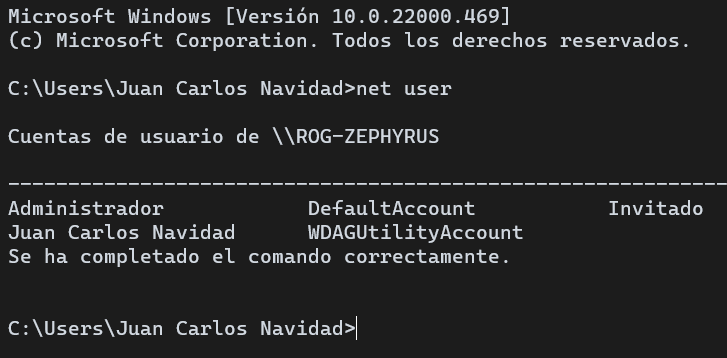 Microsoft Windows [Versión 10.0.22000.469]
(c) Microsoft Corporation. Todos los derechos reservados.
C:\Users\Juan Carlos Navidad>net user
Cuentas de usuario de \\ROG-ZEPHYRUS
------------------------------------------------------------
Administrador            DefaultAccount           Invitado
Juan Carlos Navidad      WDAGUtilityAccount
Se ha completado el comando correctamente.
C:\Users\Juan Carlos Navidad>